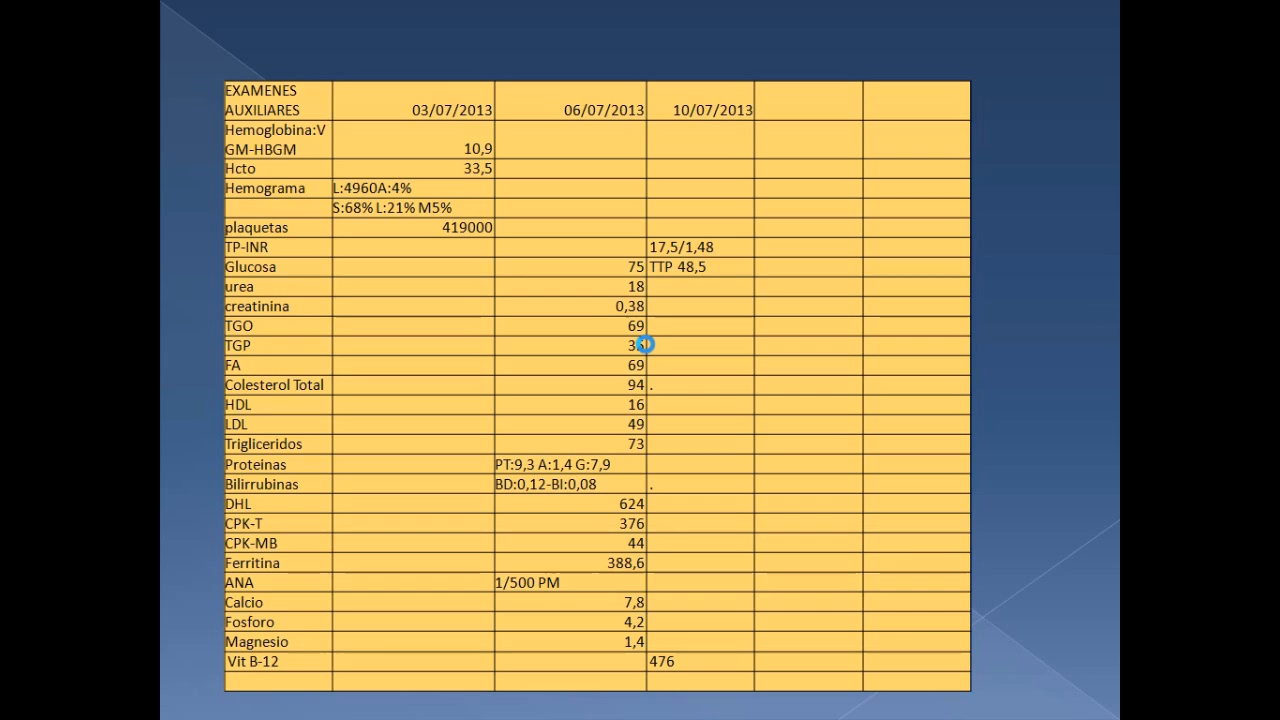 EXAMENES
AUXILIARES 03/07/2013 06/07/2013 10/07/2013
Hemoglobina:V
GM-HBGM 10,9
Hcto 33,5
Hemograma L:4960A:4%
S:68% L:21% M5%
plaquetas 419000
TP-INR 17,5/1,48
Glucosa 75 TTP 48,5
urea 18
creatinina 0,38
TGO 69
TGP
FA 69
Colesterol Total 94 .
HDL 16
LDL 49
Trigliceridos 73
Proteinas PT:9,3 A:1,4 G:7,9
Bilirrubinas BD:0,12-BI:0,08 .
DHL 624
CPK-T 376
CPK-MB 44
Ferritina 388,6
ANA 1/500 PM
Calcio 7,8
Fosforo 4,2
Magnesio 1,4
Vit B-12 476